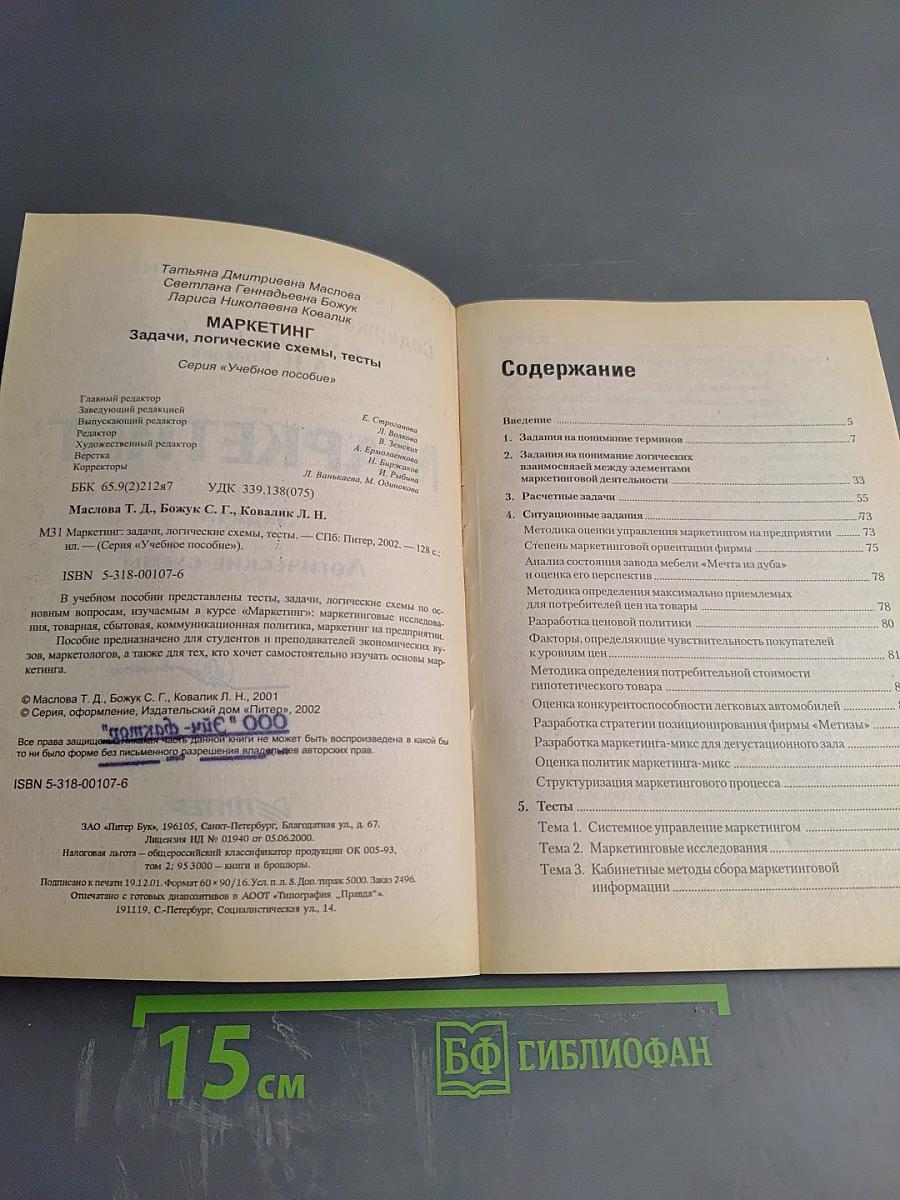 Татьяна Дмитриевна Маслова
Светлана Геннадьевна Божук
Лариса Николаевна Ковалик
МАРКЕТИНГ
Задачи, логические схемы, тесты
Серия «Учебное пособие»
Главный редактор Е. Строганова
Заведующий редакцией Л. Волкова
Выпускающий редактор В. Земских
Редактор А. Ермолаенкова
Художественный редактор Н. Биржаков
Верстка И. Рыбина
Корректоры Л. Ванькаева, М. Одинокова
ББК 65.9(2)212я7 УДК 339.138(075)
Маслова Т. Д., Божук С. Г., Ковалик Л. Н.
М31 Маркетинг: задачи, логические схемы, тесты. — СПб: Питер, 2002. — 128 с.:
ил. — (Серия «Учебное пособие»).
ISBN 5-318-00107-6
В учебном пособии представлены тесты, задачи, логические схемы по ос-
новным вопросам, изучаемым в курсе «Маркетинг»: маркетинговые исследова-
ния, товарная, сбытовая, коммуникационная политика, маркетинг на предприятии.
Пособие предназначено для студентов и преподавателей экономических ву-
зов, маркетологов, а также для тех, кто хочет самостоятельно изучать основы мар-
кетинга.
© Маслова Т. Д., Божук С. Г., Ковалик Л. Н., 2001
© Серия, оформление, Издательский дом «Питер», 2002
ООО
Все права защищены. Никакая часть данной книги не может быть воспроизведена в какой бы
то ни было форме без письменного разрешения владельцев авторских прав.
ISBN 5-318-00107-6
ЗАО «Питер Бук», 196105, Санкт-Петербург, Благодатная ул., д. 67.
Лицензия ИД № 01940 от 05.06.2000.
Налоговая льгота – общероссийский классификатор продукции ОК 005-93,
том 2; 95 3000 – книги и брошюры.
Подписано к печати 19.12.01. Формат 60 × 90/16. Усл. п. л. 8. Доп. тираж 5000. Заказ 2496.
Отпечатано с готовых диапозитивов в АООТ «Типография „Правда“».
191119, С.-Петербург, Социалистическая ул., 14.
Содержание
Введение 5
1. Задания на понимание терминов 7
2. Задания на понимание логических
взаимосвязей между элементами
маркетинговой деятельности 33
3. Расчетные задачи 55
4. Ситуационные задания 73
Методика оценки управления маркетингом на предприятии 73
Степень маркетинговой ориентации фирмы 75
Анализ состояния завода мебели «Мечта из дуба»
и оценка его перспектив 78
Методика определения максимально приемлемых
для потребителей цен на товары 78
Разработка ценовой политики 80
Факторы, определяющие чувствительность покупателей
к уровням цен 81
Методика определения потребительной стоимости
гипотетического товара
Оценка конкурентоспособности легковых автомобилей
Разработка стратегии позиционирования фирмы «Метизы»
Разработка маркетинга-микс для дегустационного зала
Оценка политик маркетинга-микс
Структуризация маркетингового процесса
5. Тесты
Тема 1. Системное управление маркетингом
Тема 2. Маркетинговые исследования
Тема 3. Кабинетные методы сбора маркетинговой
информации
15 см
БФ БИБЛИОФАН